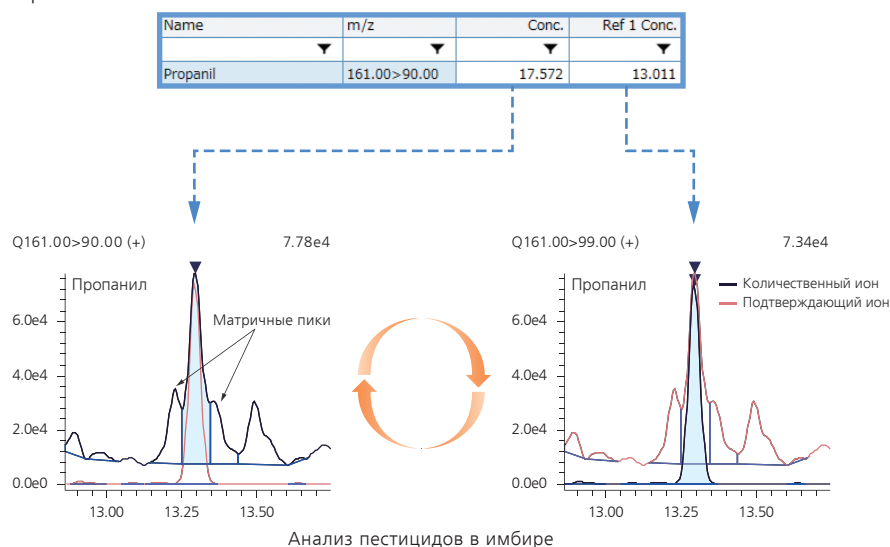 Name m/z Conc. Ref 1 Conc.
Propanil 161.00>90.00 17.572 13.011
Q161.00>90.00 (+) 7.78e4
Пропанил
Матричные пики
6.0e4
4.0e4
2.0e4
0.0e0
13.00 13.25 13.50
Q161.00>99.00 (+) 7.34e4
Пропанил
Количественный ион
Подтверждающий ион
6.0e4
4.0e4
2.0e4
0.0e0
13.00 13.25 13.50
Анализ пестицидов в имбире